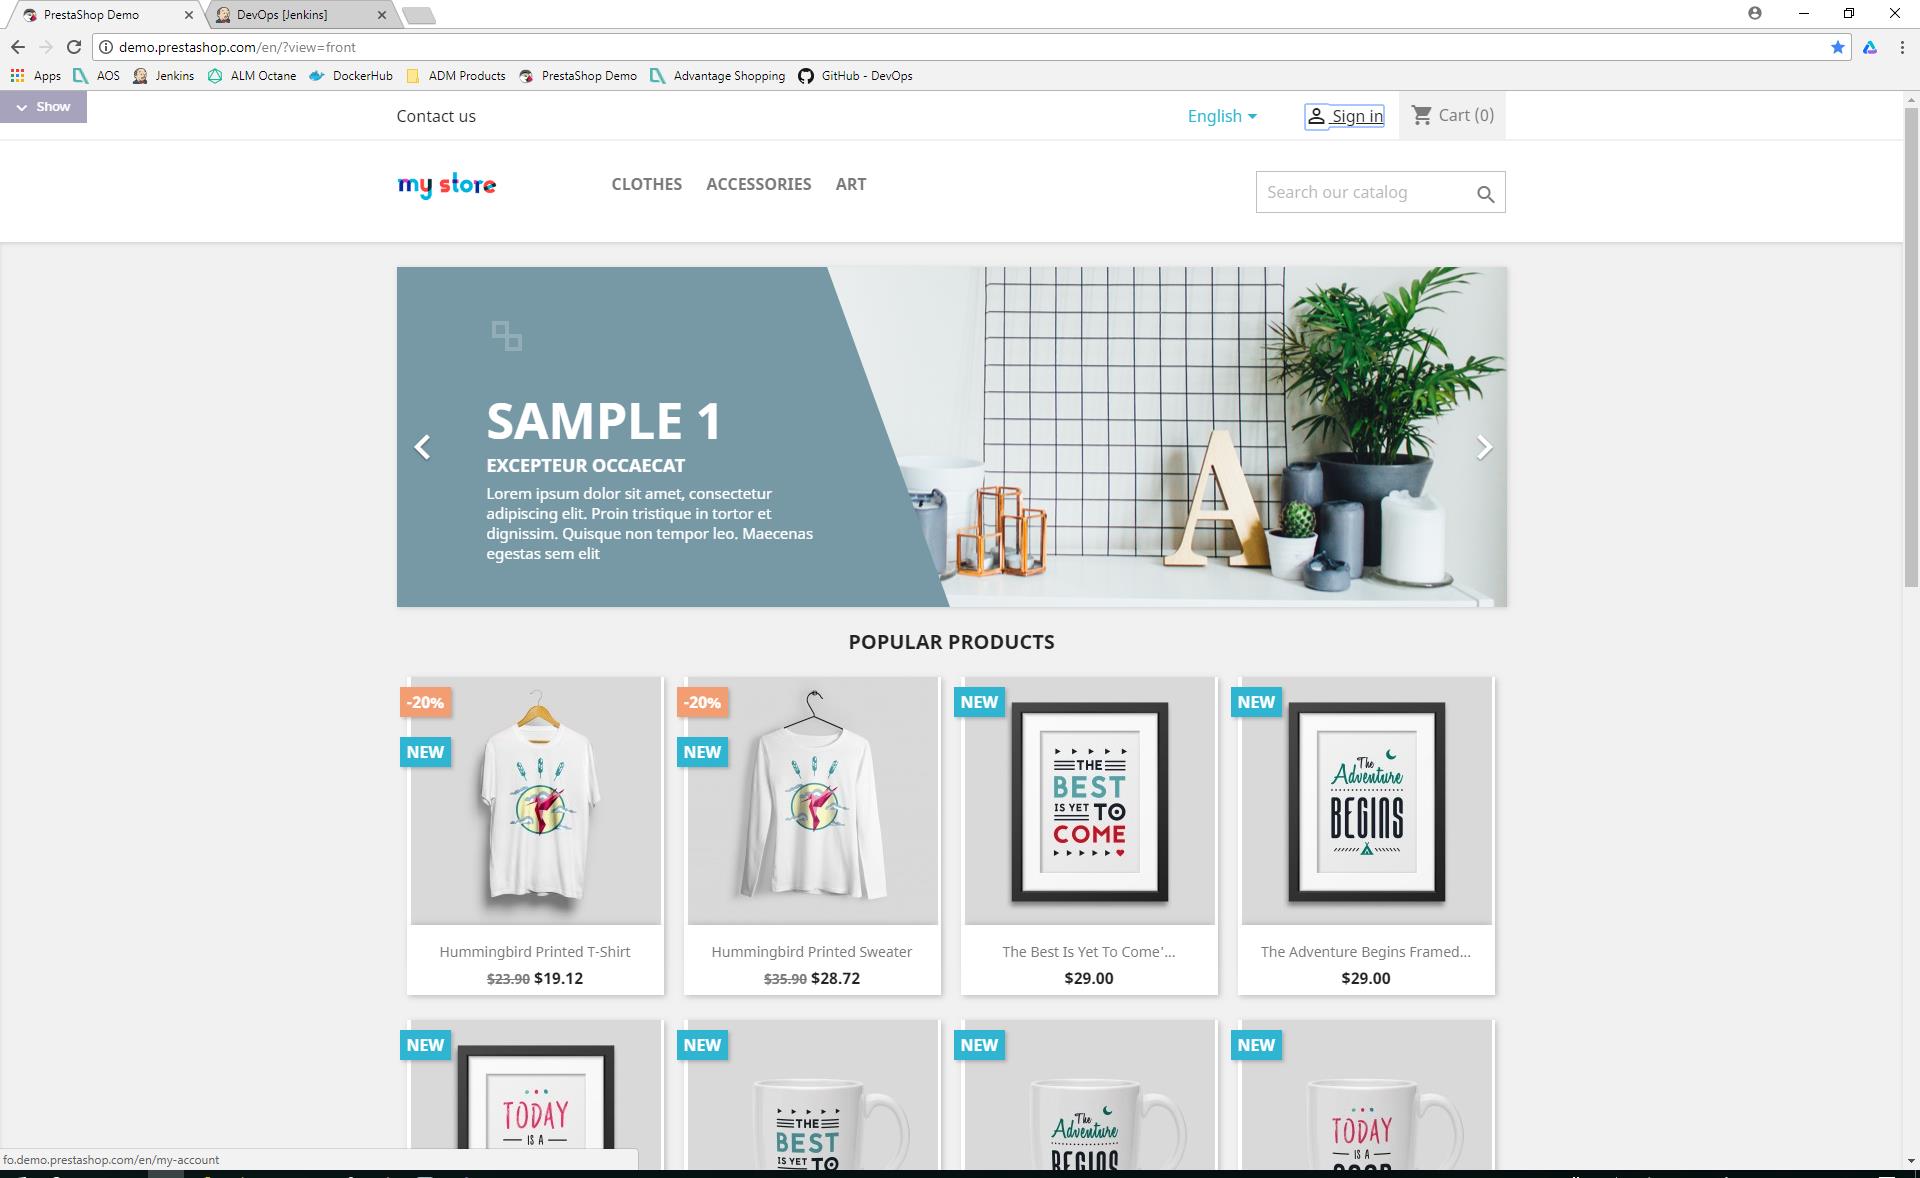 PrestaShop Demo
DevOps [Jenkins]
demo.prestashop.com/en/?view=front
Apps AOS Jenkins ALM Octane DockerHub ADM Products PrestaShop Demo Advantage Shopping GitHub - DevOps
Show
Contact us
English
Sign in
Cart (0)
my store
CLOTHES ACCESSORIES ART
Search our catalog
SAMPLE 1
EXCEPTEUR OCCAECAT
Lorem ipsum dolor sit amet, consectetur
adipiscing elit. Proin tristique in tortor et
dignissim. Quisque non tempor leo. Maecenas
egestas sem elit
A
POPULAR PRODUCTS
-20%
NEW
Hummingbird Printed T-Shirt
$23.90 $19.12
-20%
NEW
Hummingbird Printed Sweater
$35.90 $28.72
NEW
THE
BEST
IS YET TO
COME
The Best Is Yet To Come'...
$29.00
NEW
The
Adventure
BEGINS
The Adventure Begins Framed...
$29.00
NEW
TODAY
IS A
NEW
THE
BEST
IS YET TO
NEW
The
Adventure
BEGINS
NEW
TODAY
IS A
GOOD
fo.demo.prestashop.com/en/my-account